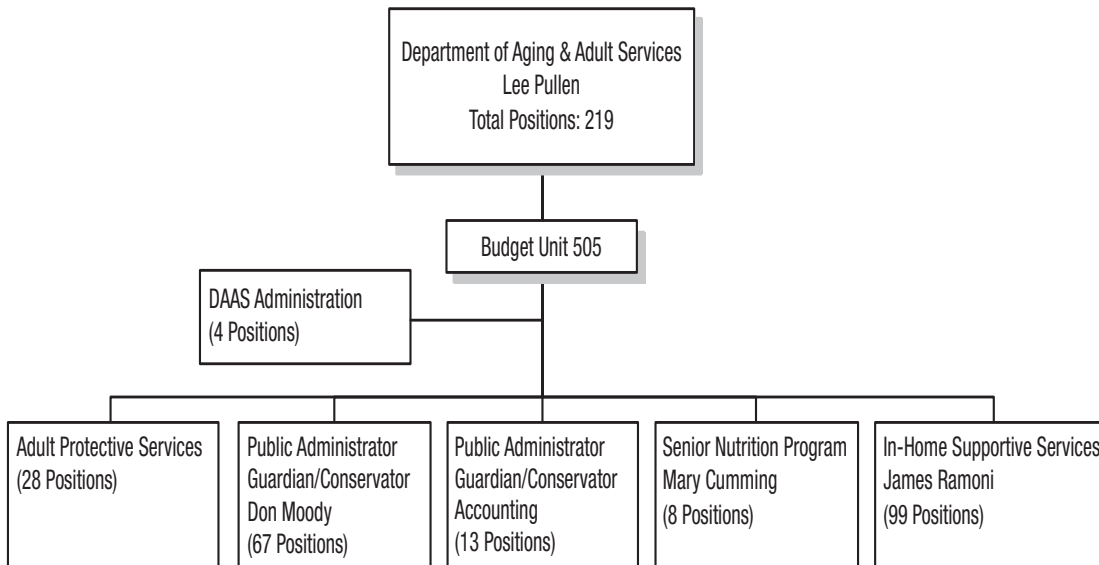 Department of Aging & Adult Services
Lee Pullen
Total Positions: 219
Budget Unit 505
DAAS Administration
(4 Positions)
Adult Protective Services
(28 Positions)
Public Administrator
Guardian/Conservator
Don Moody
(67 Positions)
Public Administrator
Guardian/Conservator
Accounting
(13 Positions)
Senior Nutrition Program
Mary Cumming
(8 Positions)
In-Home Supportive Services
James Ramoni
(99 Positions)